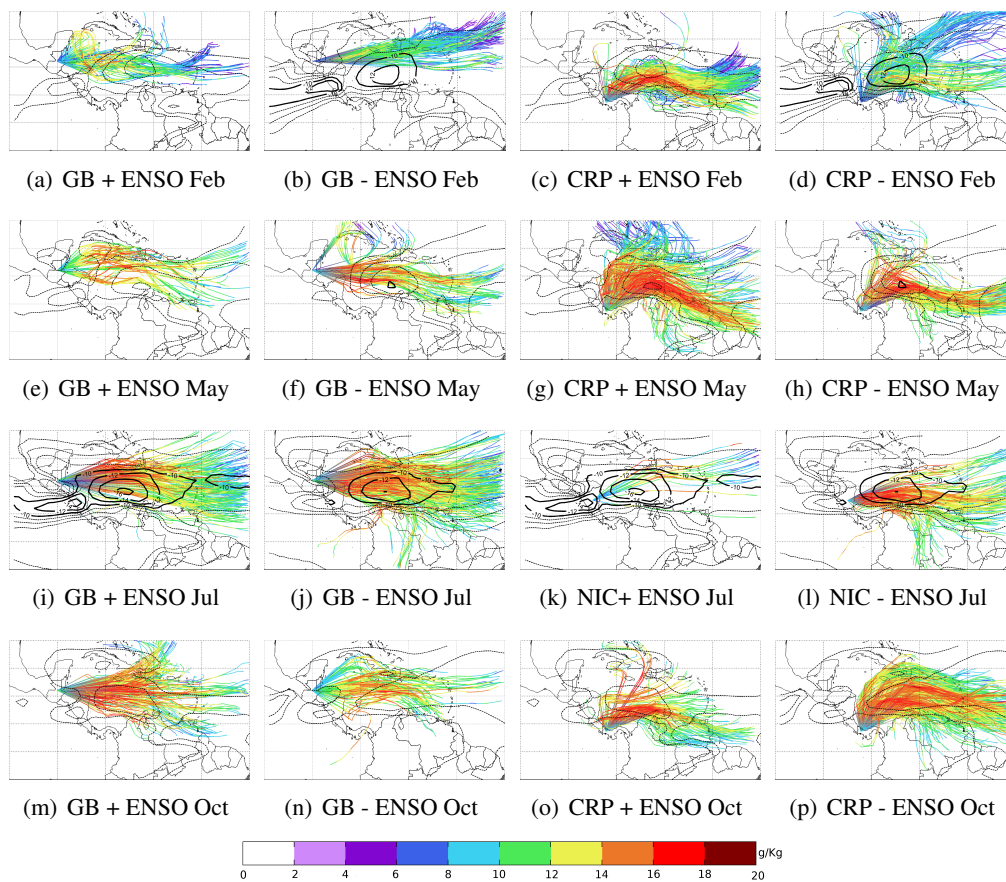 (a) GB + ENSO Feb
(b) GB - ENSO Feb
(c) CRP + ENSO Feb
(d) CRP - ENSO Feb
(e) GB + ENSO May
(f) GB - ENSO May
(g) CRP + ENSO May
(h) CRP - ENSO May
(i) GB + ENSO Jul
(j) GB - ENSO Jul
(k) NIC+ ENSO Jul
(l) NIC - ENSO Jul
(m) GB + ENSO Oct
(n) GB - ENSO Oct
(o) CRP + ENSO Oct
(p) CRP - ENSO Oct
g/Kg
0 2 4 6 8 10 12 14 16 18 20